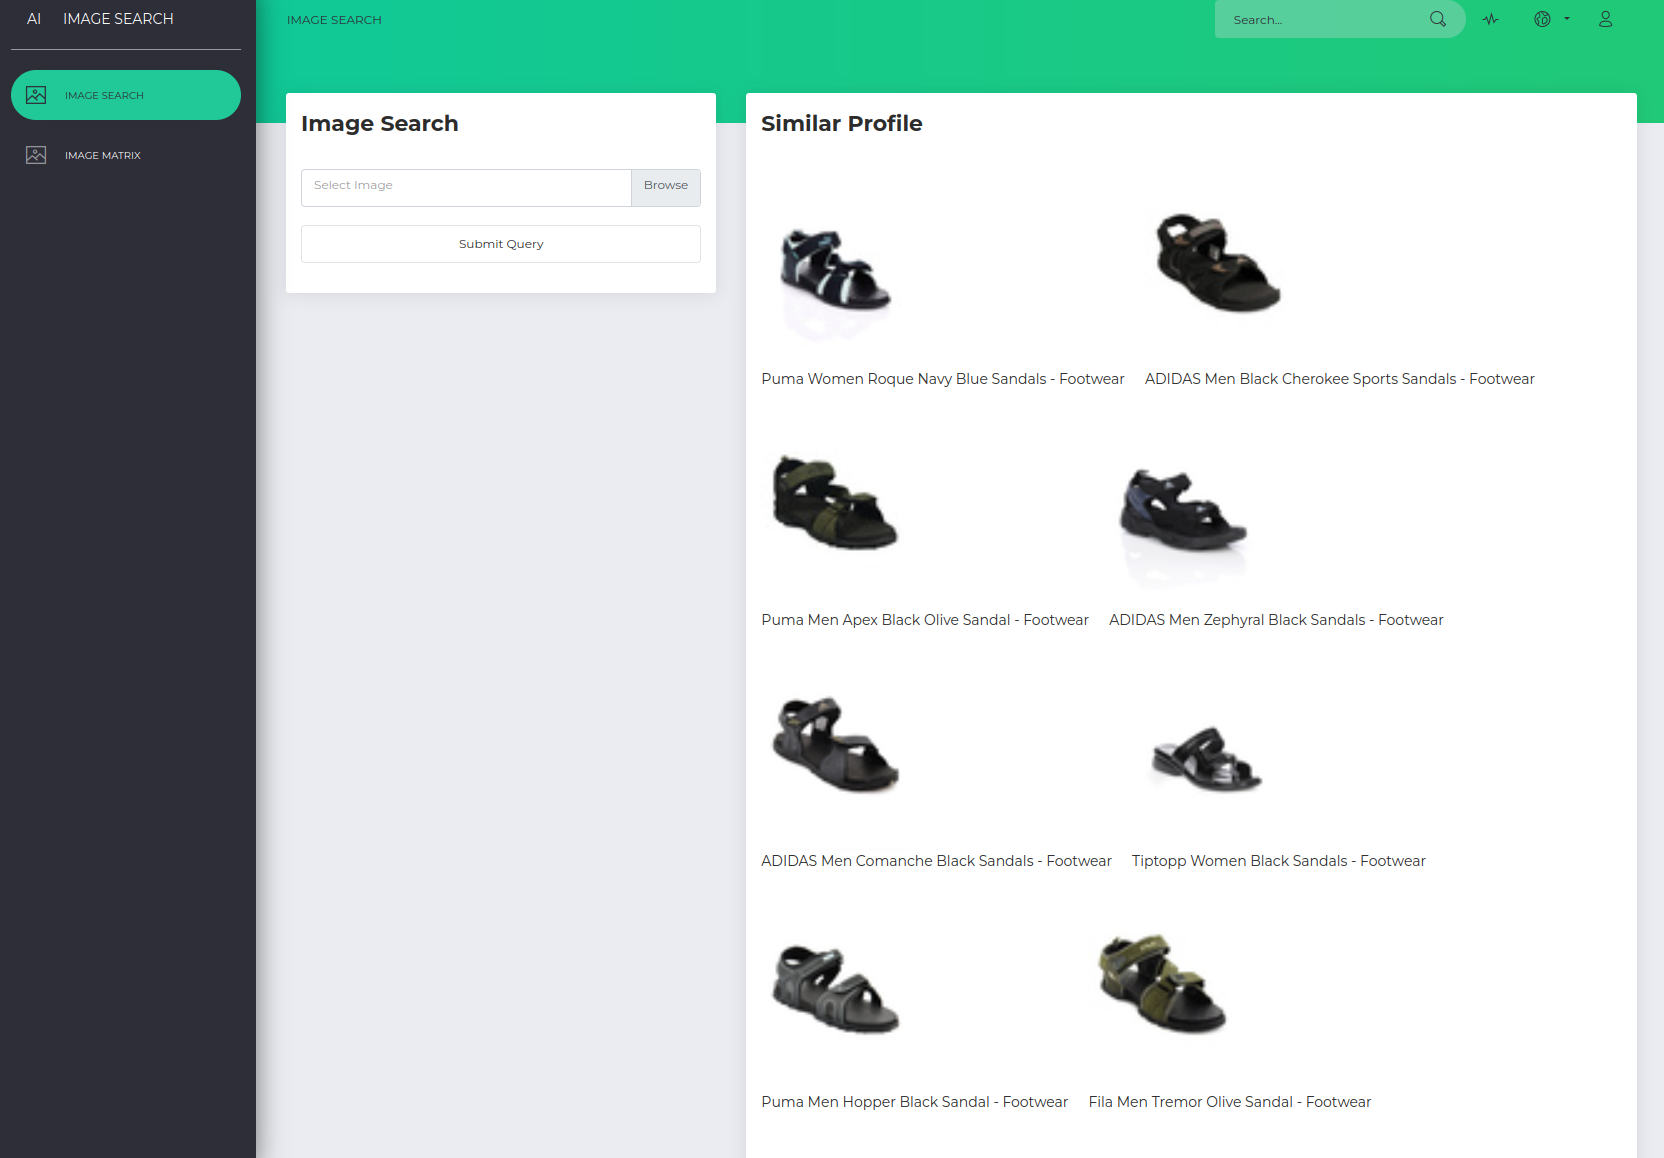 AI IMAGE SEARCH
IMAGE SEARCH
Search...
IMAGE SEARCH
IMAGE MATRIX
Image Search
Select Image
Browse
Submit Query
Similar Profile
Puma Women Roque Navy Blue Sandals - Footwear
ADIDAS Men Black Cherokee Sports Sandals - Footwear
Puma Men Apex Black Olive Sandal - Footwear
ADIDAS Men Zephyral Black Sandals - Footwear
ADIDAS Men Comanche Black Sandals - Footwear
Tiptopp Women Black Sandals - Footwear
Puma Men Hopper Black Sandal - Footwear
Fila Men Tremor Olive Sandal - Footwear